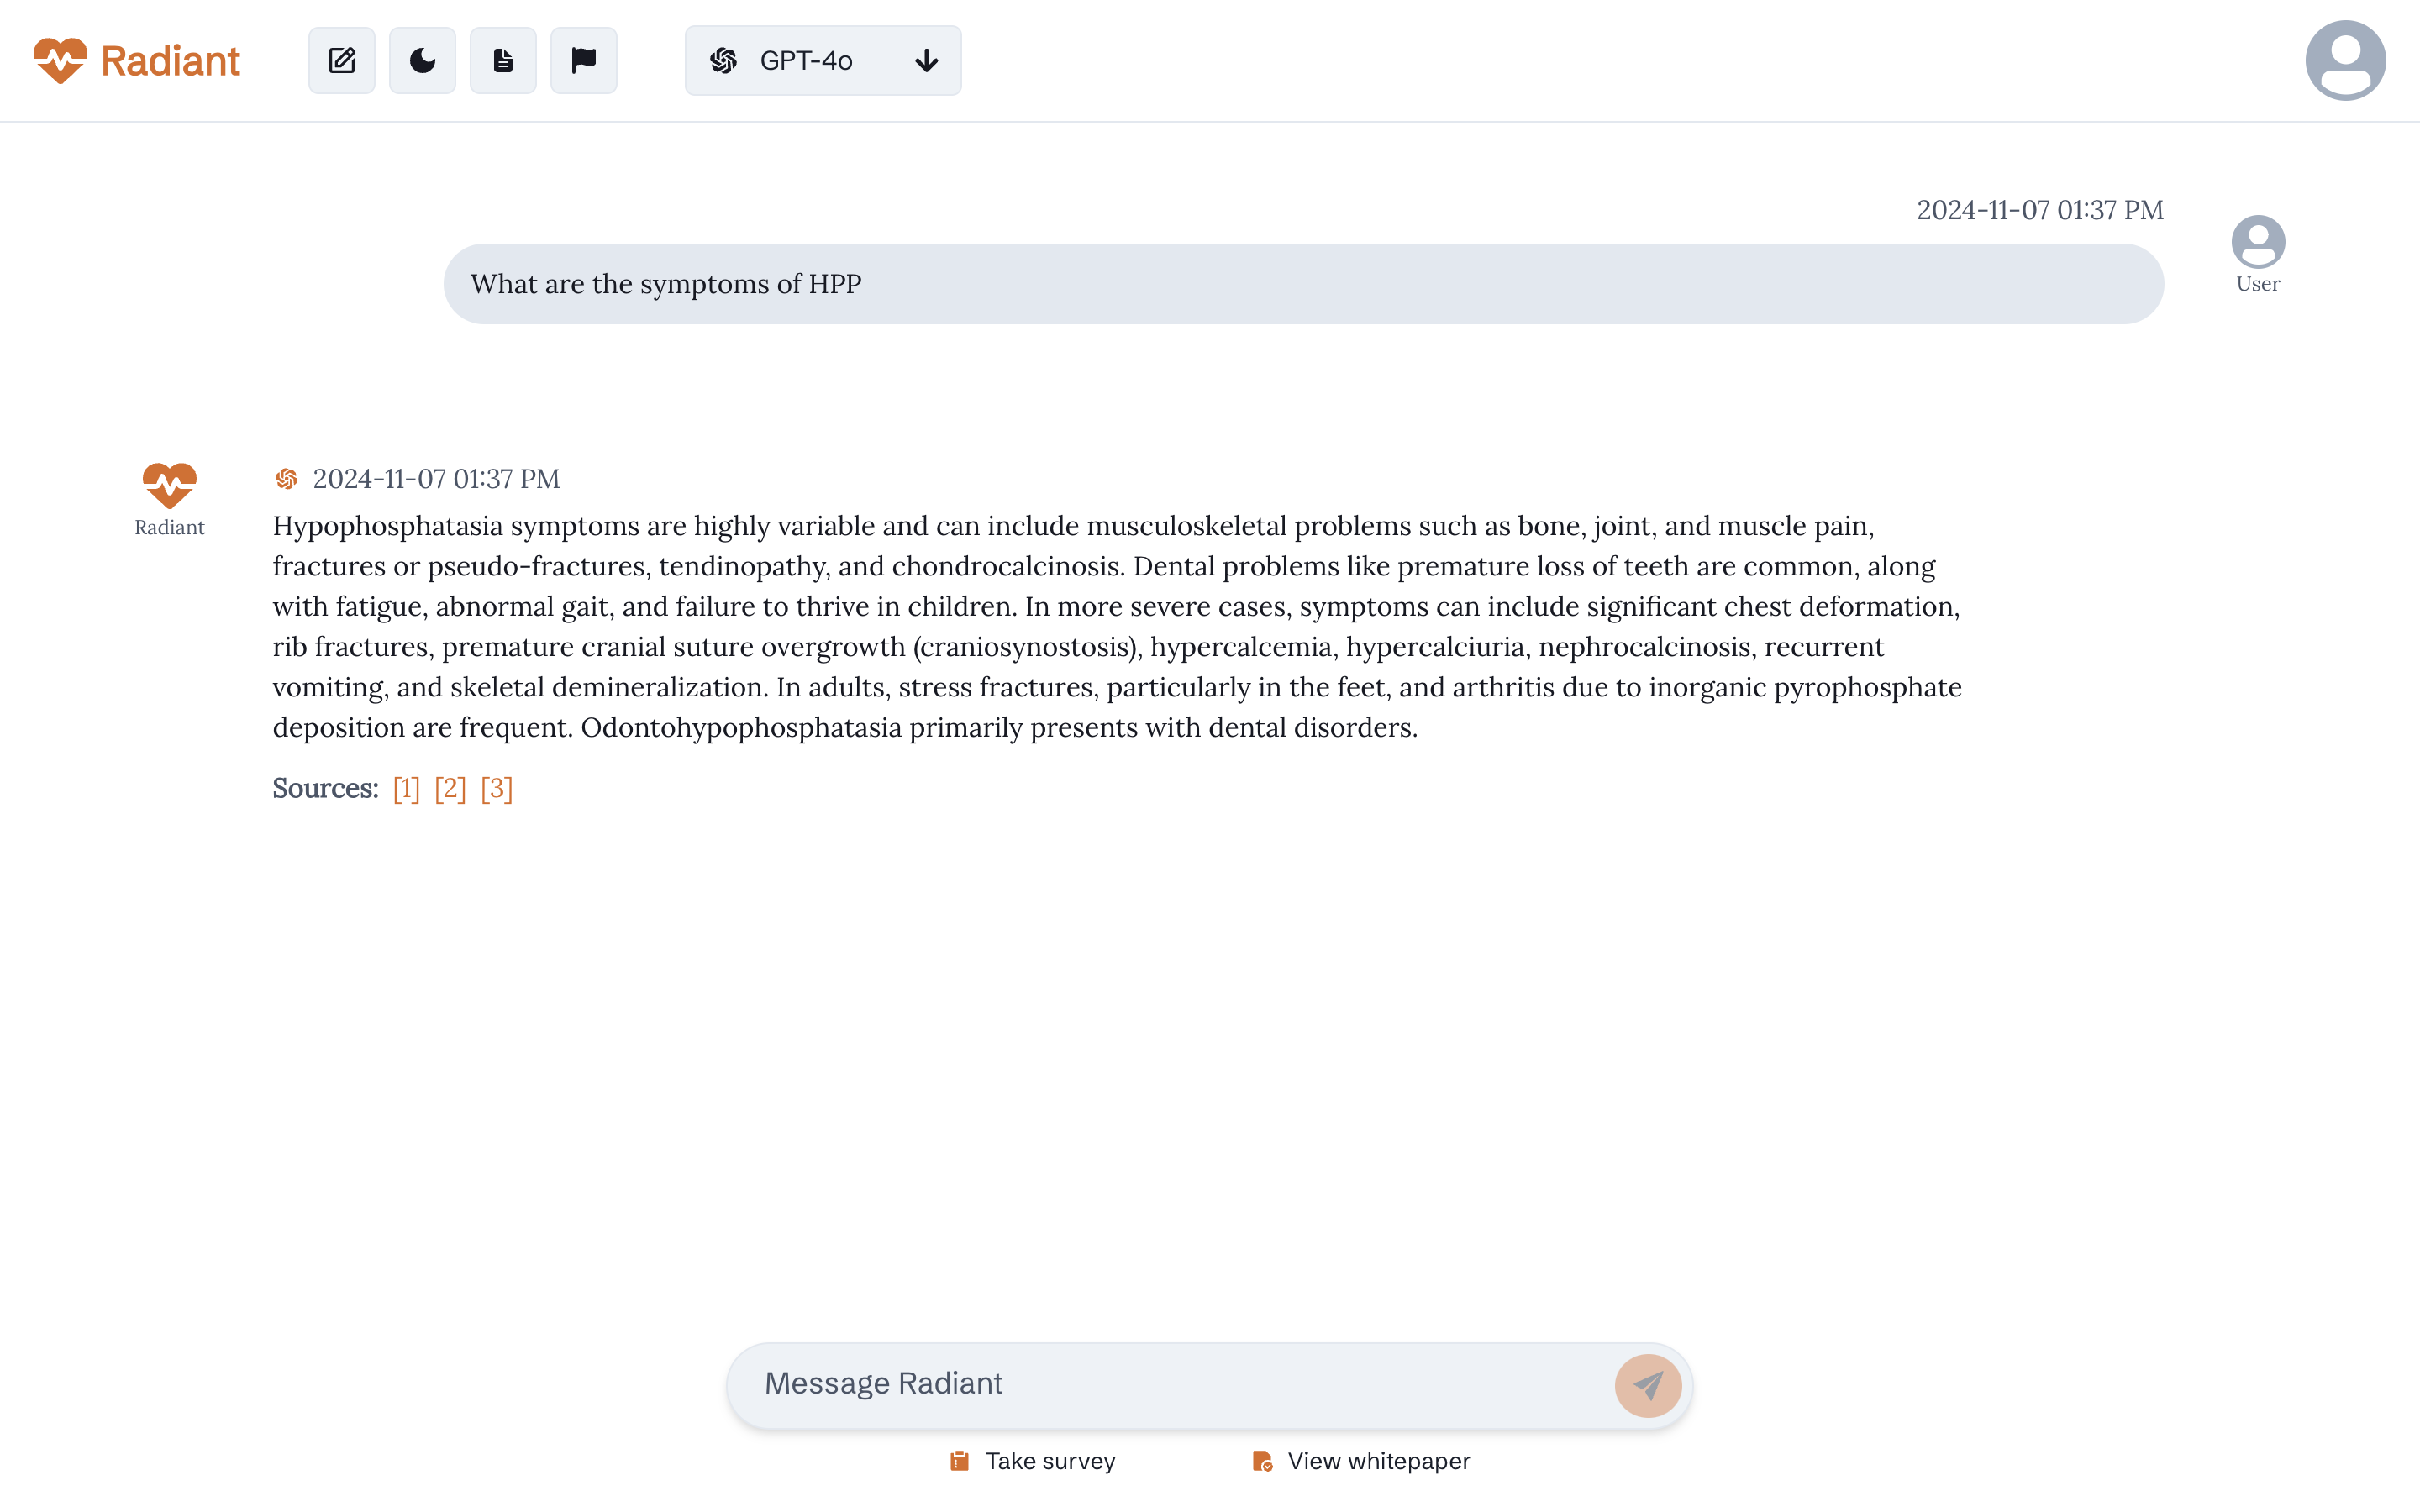 Radiant
GPT-4o
2024-11-07 01:37 PM
What are the symptoms of HPP
User
2024-11-07 01:37 PM
Radiant
Hypophosphatasia symptoms are highly variable and can include musculoskeletal problems such as bone, joint, and muscle pain,
fractures or pseudo-fractures, tendinopathy, and chondrocalcinosis. Dental problems like premature loss of teeth are common, along
with fatigue, abnormal gait, and failure to thrive in children. In more severe cases, symptoms can include significant chest deformation,
rib fractures, premature cranial suture overgrowth (craniosynostosis), hypercalcemia, hypercalciuria, nephrocalcinosis, recurrent
vomiting, and skeletal demineralization. In adults, stress fractures, particularly in the feet, and arthritis due to inorganic pyrophosphate
deposition are frequent. Odontohypophosphatasia primarily presents with dental disorders.
Sources: [1] [2] [3]
Message Radiant
Take survey View whitepaper